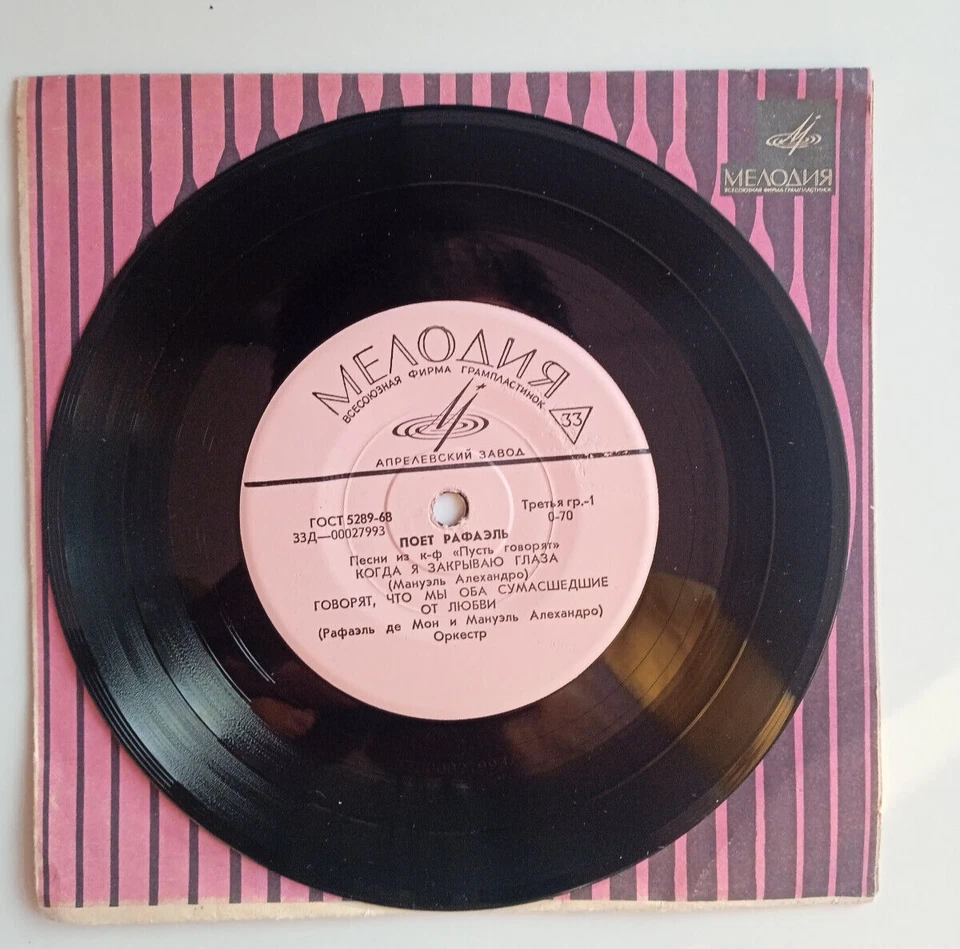 МЕЛОДИЯ
ВСЕСОЮЗНАЯ ФИРМА ГРАМПЛАСТИНОК
МЕЛОДИЯ
ВСЕСОЮЗНАЯ ФИРМА ГРАМПЛАСТИНОК
33
АПРЕЛЕВСКИЙ ЗАВОД
ГОСТ 5289-68
33Д—00027993
Третья гр.-1
0-70
ПОЕТ РАФАЭЛЬ
Песни из к-ф «Пусть говорят»
КОГДА Я ЗАКРЫВАЮ ГЛАЗА
(Мануэль Алехандро)
ГОВОРЯТ, ЧТО МЫ ОБА СУМАСШЕДШИЕ
ОТ ЛЮБВИ
(Рафаэль де Мон и Мануэль Алехандро)
Оркестр